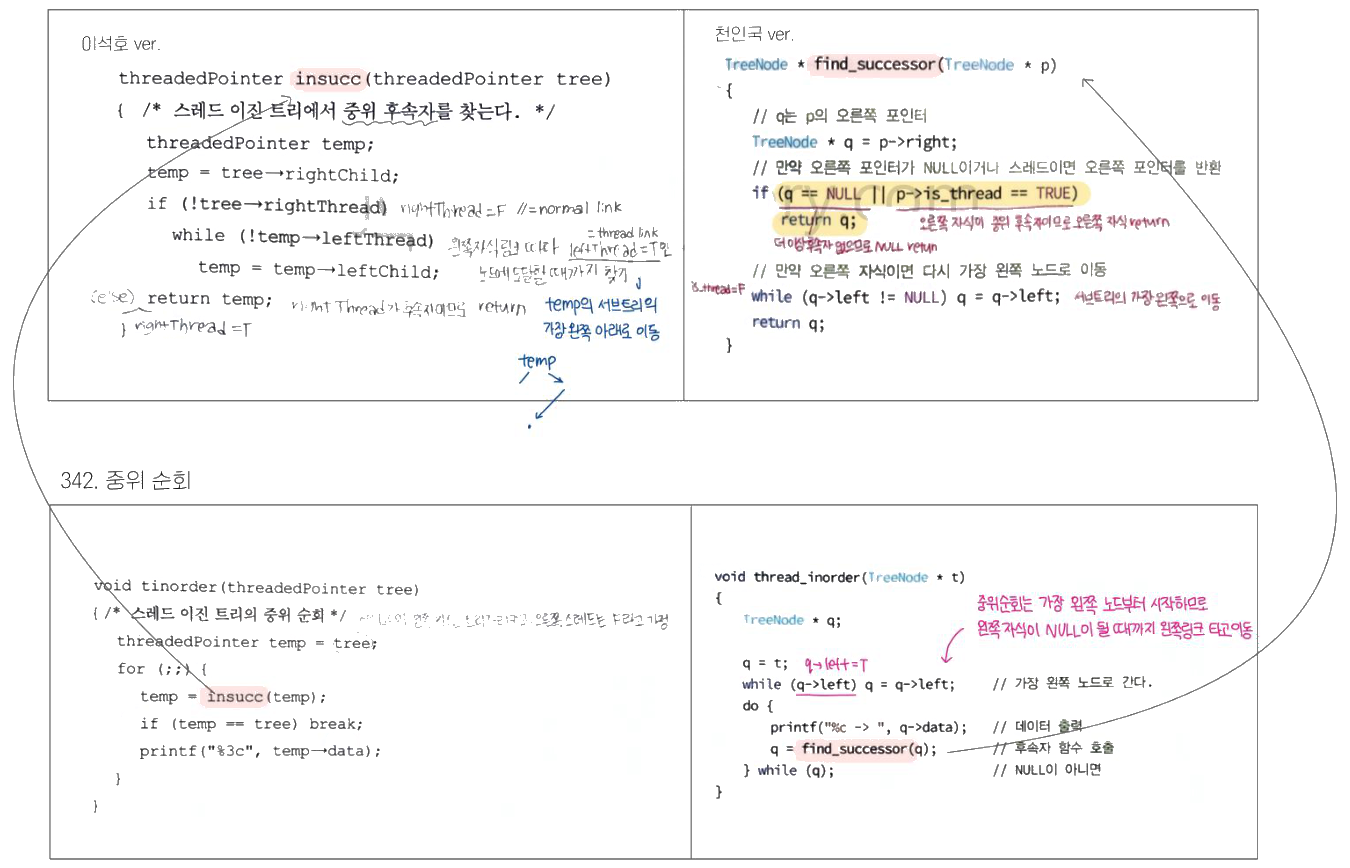 이석호 ver.
threadedPointer insucc(threadedPointer tree)
{ /* 스레드 이진 트리에서 중위 후속자를 찾는다. */
threadedPointer temp;
temp = tree→rightChild;
if (!tree→rightThread) rightThread=F //=normal link
while (!temp→leftThread) 왼쪽자식링크 따라 leftThread=T인
= thread link
temp = temp→leftChild; 노드에 도달할 때까지 찾기
(else) return temp; right Thread가 후속자이므로 return
} rightThread=T
temp의 서브트리의
가장 왼쪽 아래로 이동
temp
천인국 ver.
TreeNode * find_successor(TreeNode * p)
{
// q는 p의 오른쪽 포인터
TreeNode * q = p->right;
// 만약 오른쪽 포인터가 NULL이거나 스레드이면 오른쪽 포인터를 반환
if (q == NULL || p->is_thread == TRUE)
return q; 오른쪽 자식이 중위 후속자이므로 오른쪽 자식 return
더이상 후속자 없으므로 NULL retun
// 만약 오른쪽 자식이면 다시 가장 왼쪽 노드로 이동
is_thread=F while (q->left != NULL) q = q->left; 서브트리의 가장 왼쪽으로 이동
return q;
}
342. 중위 순회
void tinorder(threadedPointer tree)
{ /* 스레드 이진 트리의 중위 순회 */ 오른쪽 스레드는 F라고 가정
threadedPointer temp = tree;
for (;;) {
temp = insucc(temp);
if (temp == tree) break;
printf("%3c", temp→data);
}
}
void thread_inorder(TreeNode * t)
{
TreeNode * q;
중위순회는 가장 왼쪽 노드부터 시작하므로
왼쪽 자식이 NULL이 될 때까지 왼쪽링크 타고 이동
q = t; q→left=T
while (q->left) q = q->left; // 가장 왼쪽 노드로 간다.
do {
printf("%c -> ", q->data); // 데이터 출력
q = find_successor(q); // 후속자 함수 호출
} while (q); // NULL이 아니면
}